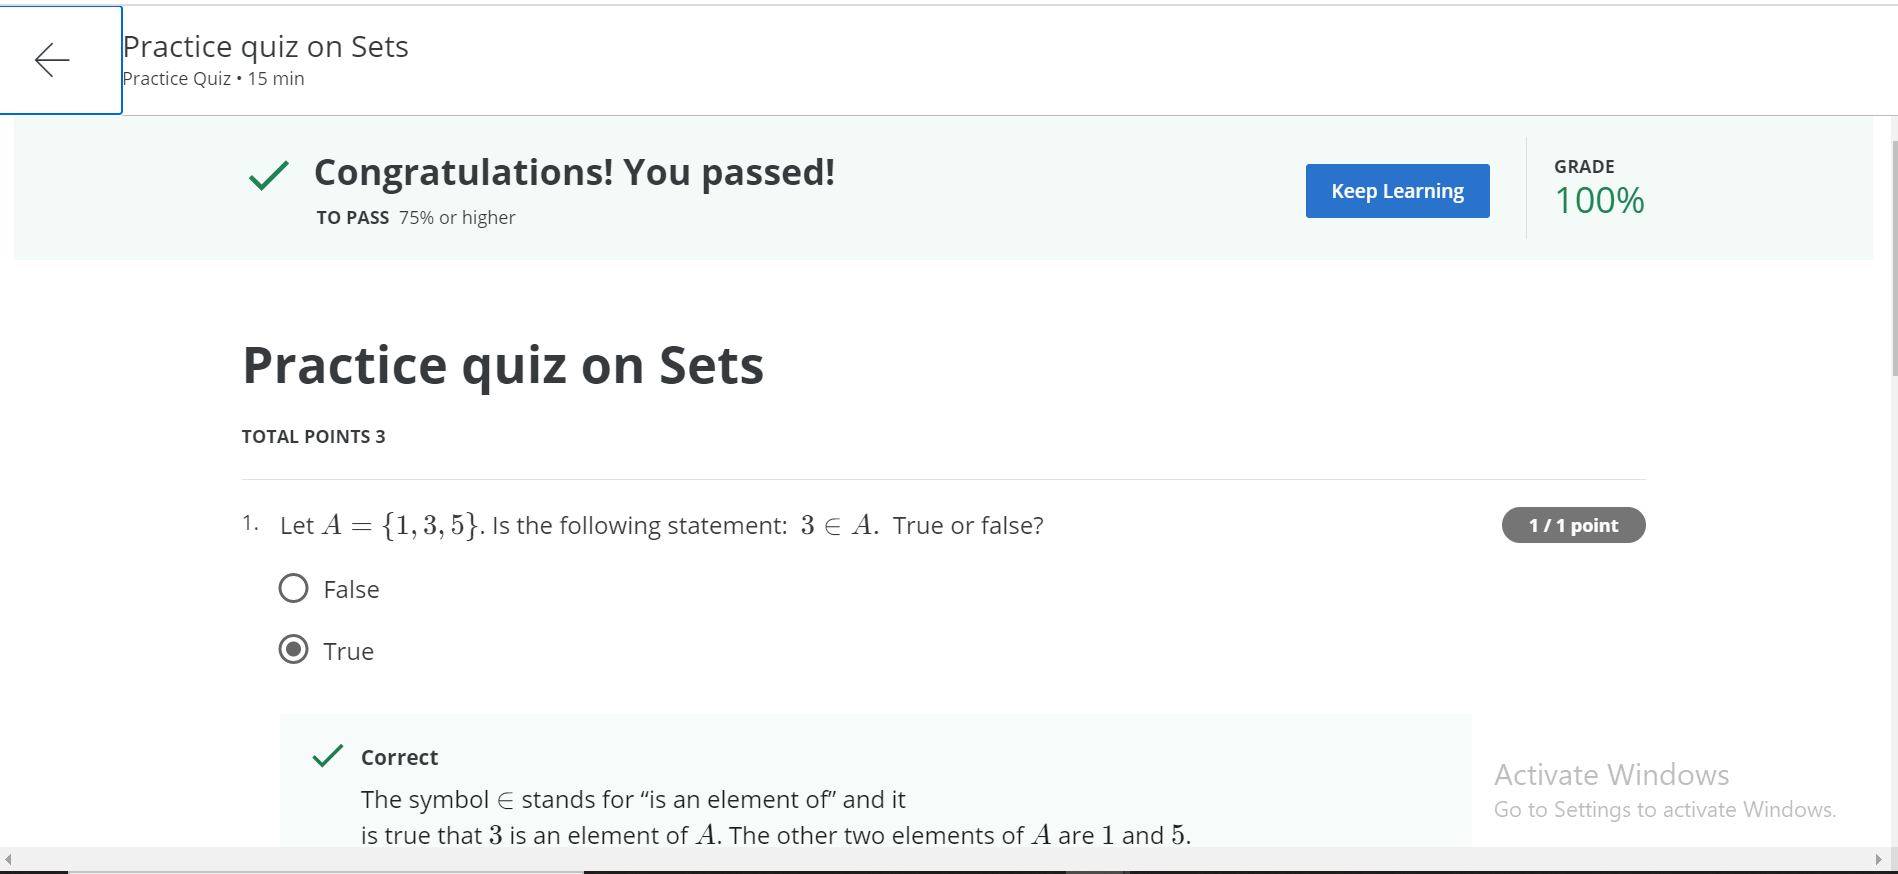 Practice quiz on Sets
Practice Quiz • 15 min
Congratulations! You passed!
TO PASS 75% or higher
Keep Learning
GRADE
100%
Practice quiz on Sets
TOTAL POINTS 3
1. Let A = {1, 3, 5}. Is the following statement: 3 ∈ A. True or false?
1 / 1 point
False
True
Correct
The symbol ∈ stands for “is an element of” and it
is true that 3 is an element of A. The other two elements of A are 1 and 5.
Activate Windows
Go to Settings to activate Windows.